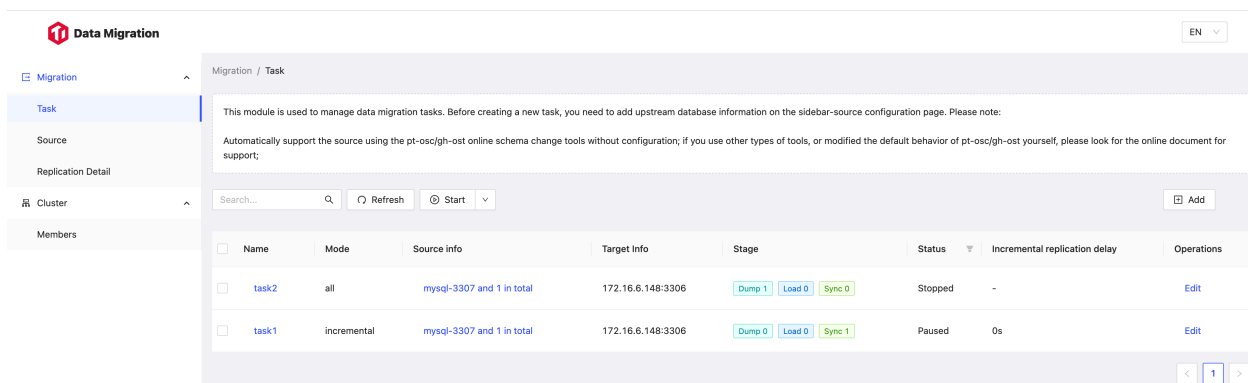 Data Migration
EN
Migration
Task
Source
Replication Detail
Cluster
Members
Migration / Task
This module is used to manage data migration tasks. Before creating a new task, you need to add upstream database information on the sidebar-source configuration page. Please note:
Automatically support the source using the pt-osc/gh-ost online schema change tools without configuration; if you use other types of tools, or modified the default behavior of pt-osc/gh-ost yourself, please look for the online document for
support;
Search... Refresh Start Add
Name Mode Source info Target Info Stage Status Incremental replication delay Operations
task2 all mysql-3307 and 1 in total 172.16.6.148:3306 Dump 1 Load 0 Sync 0 Stopped - Edit
task1 incremental mysql-3307 and 1 in total 172.16.6.148:3306 Dump 0 Load 0 Sync 1 Paused 0s Edit
< 1 >